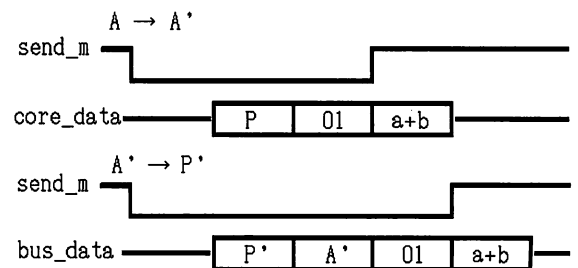 A → A'
send_m
core_data P 01 a+b
A' → P'
send_m
bus_data P' A' 01 a+b